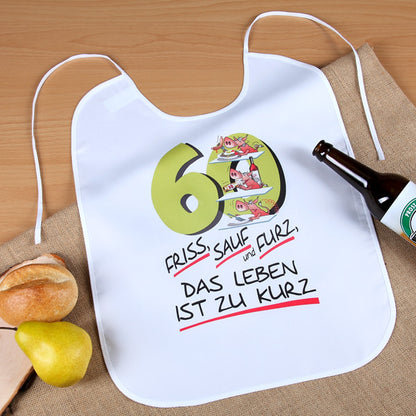 60
FRISS, SAUF und FURZ,
DAS LEBEN
IST ZU KURZ